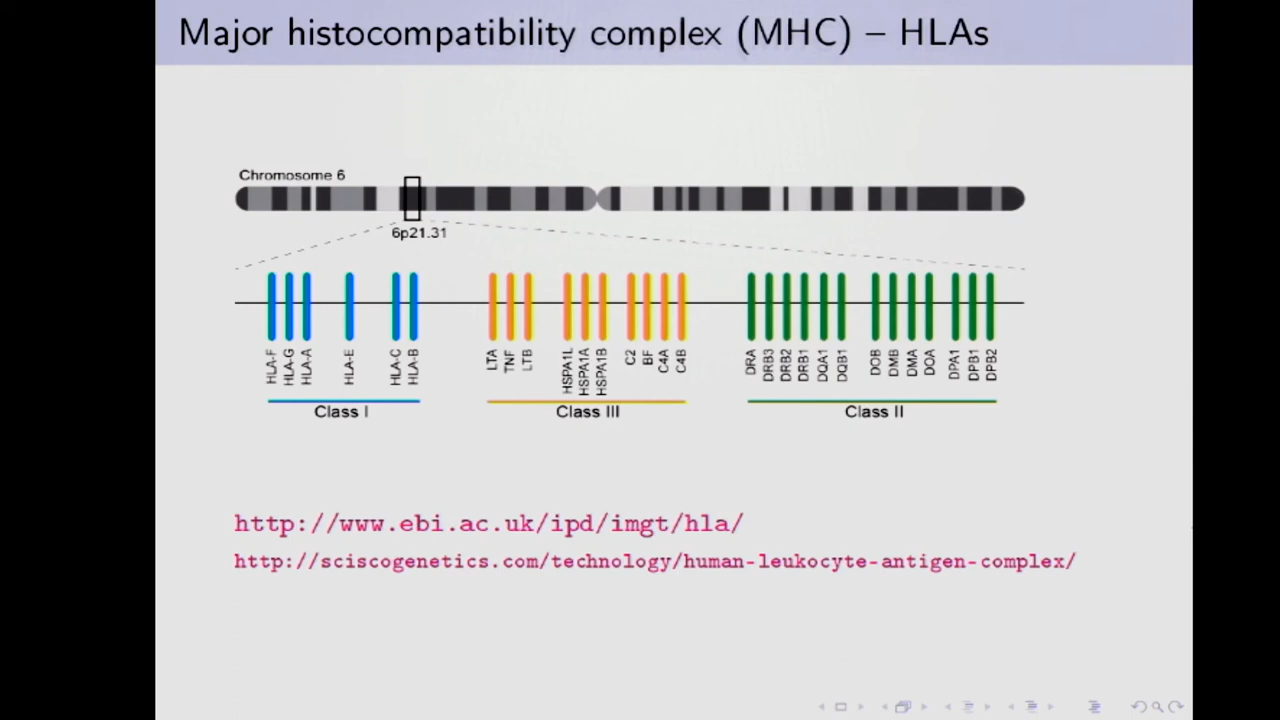 Major histocompatibility complex (MHC) – HLAs
Chromosome 6
6p21.31
HLA-F HLA-G HLA-A HLA-E HLA-C HLA-B
LTA TNF LTB HSPA1L HSPA1A HSPA1B C2 BF C4A C4B
DRA DRB3 DRB2 DRB1 DQA1 DQB1 DOB DMB DMA DOA DPA1 DPB1 DPB2
Class I
Class III
Class II
http://www.ebi.ac.uk/ipd/imgt/hla/
http://sciscogenetics.com/technology/human-leukocyte-antigen-complex/